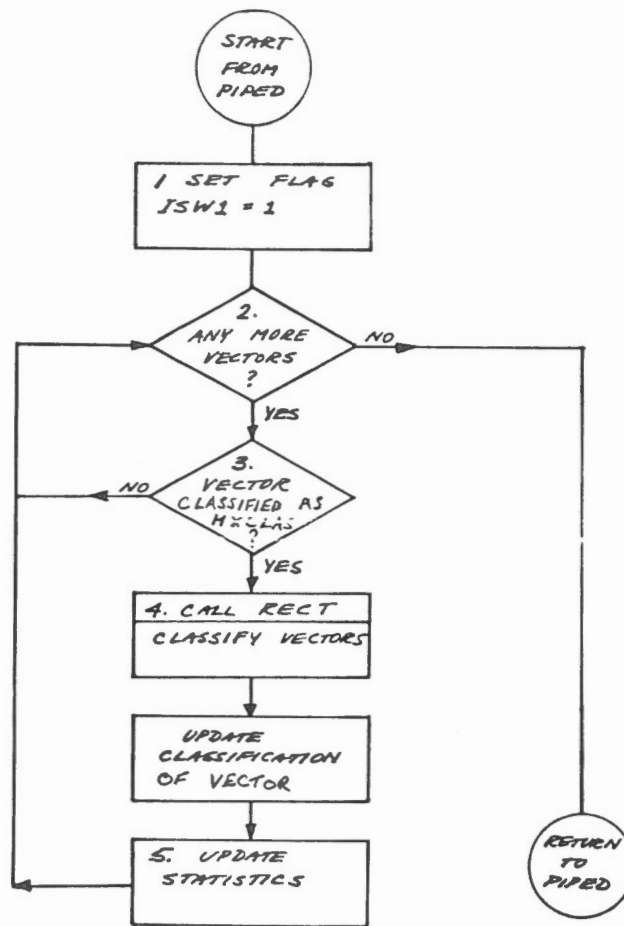 START
FROM
PIPED
1 SET FLAG
ISW1 = 1
2.
ANY MORE
VECTORS
?
NO
YES
3.
VECTOR
CLASSIFIED AS
MXCLAS
?
NO
YES
4. CALL RECT
CLASSIFY VECTORS
UPDATE
CLASSIFICATION
OF VECTOR
5. UPDATE
STATISTICS
RETURN
TO
PIPED